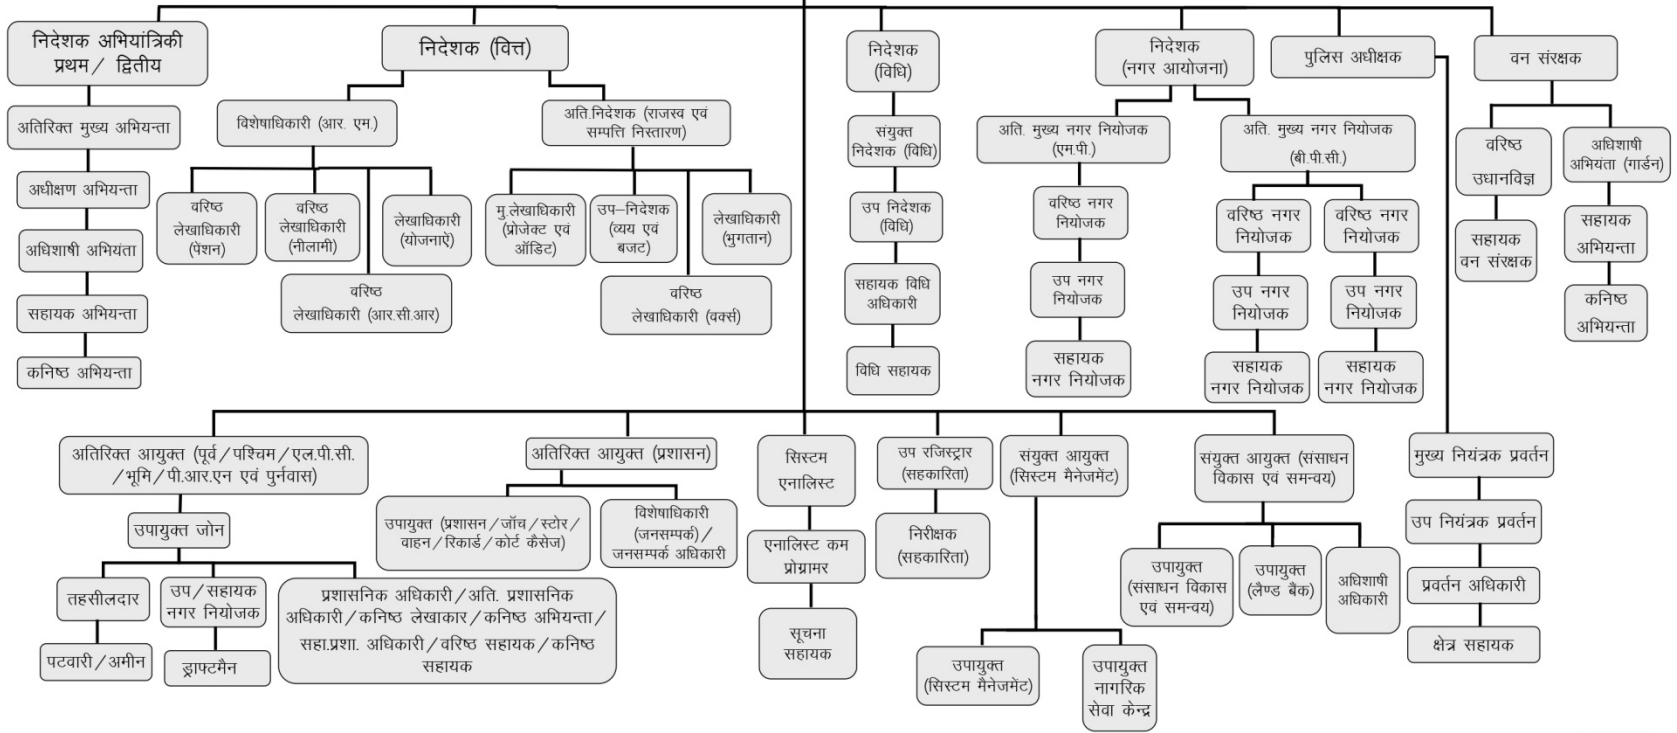 निदेशक अभियांत्रिकी
प्रथम/ द्वितीय
अतिरिक्त मुख्य अभियन्ता
अधीक्षण अभियन्ता
अधिशाषी अभियंता
सहायक अभियन्ता
कनिष्ठ अभियन्ता
निदेशक (वित्त)
विशेषाधिकारी (आर. एम.)
वरिष्ठ
लेखाधिकारी
(पेंशन)
वरिष्ठ
लेखाधिकारी
(नीलामी)
वरिष्ठ
लेखाधिकारी (आर.सी.आर)
लेखाधिकारी
(योजनाऐं)
अति.निदेशक (राजस्व एवं
सम्पत्ति निस्तारण)
मु.लेखाधिकारी
(प्रोजेक्ट एवं
ऑडिट)
उप–निदेशक
(व्यय एवं
बजट)
वरिष्ठ
लेखाधिकारी (वर्क्स)
लेखाधिकारी
(भुगतान)
निदेशक
(विधि)
संयुक्त
निदेशक (विधि)
उप निदेशक
(विधि)
सहायक विधि
अधिकारी
विधि सहायक
निदेशक
(नगर आयोजना)
अति. मुख्य नगर नियोजक
(एम.पी.)
वरिष्ठ नगर
नियोजक
उप नगर
नियोजक
सहायक
नगर नियोजक
अति. मुख्य नगर नियोजक
(बी.पी.सी.)
वरिष्ठ नगर
नियोजक
उप नगर
नियोजक
सहायक
नगर नियोजक
वरिष्ठ नगर
नियोजक
उप नगर
नियोजक
सहायक
नगर नियोजक
पुलिस अधीक्षक
वन संरक्षक
वरिष्ठ
उधानविज्ञ
सहायक
वन संरक्षक
अधिशाषी
अभियंता (गार्डन)
सहायक
अभियन्ता
कनिष्ठ
अभियन्ता
अतिरिक्त आयुक्त (पूर्व/पश्चिम/एल.पी.सी.
/भूमि/पी.आर.एन एवं पुर्नवास)
उपायुक्त जोन
तहसीलदार
पटवारी/अमीन
उप/सहायक
नगर नियोजक
ड्राफ्टमैन
प्रशासनिक अधिकारी/अति. प्रशासनिक
अधिकारी/कनिष्ठ लेखाकार/कनिष्ठ अभियन्ता/
सहा.प्रशा. अधिकारी/वरिष्ठ सहायक/कनिष्ठ
सहायक
अतिरिक्त आयुक्त (प्रशासन)
उपायुक्त (प्रशासन/जॉच/स्टोर/
वाहन/रिकार्ड/कोर्ट कैसेज)
विशेषाधिकारी
(जनसम्पर्क)/
जनसम्पर्क अधिकारी
सिस्टम
एनालिस्ट
एनालिस्ट कम
प्रोग्रामर
सूचना
सहायक
उप रजिस्ट्रार
(सहकारिता)
निरीक्षक
(सहकारिता)
संयुक्त आयुक्त
(सिस्टम मैनेजमेंट)
उपायुक्त
(सिस्टम मैनेजमेंट)
उपायुक्त
नागरिक
सेवा केन्द्र
संयुक्त आयुक्त (संसाधन
विकास एवं समन्वय)
उपायुक्त
(संसाधन विकास
एवं समन्वय)
उपायुक्त
(लैण्ड बैंक)
अधिशाषी
अधिकारी
मुख्य नियंत्रक प्रवर्तन
उप नियंत्रक प्रवर्तन
प्रवर्तन अधिकारी
क्षेत्र सहायक